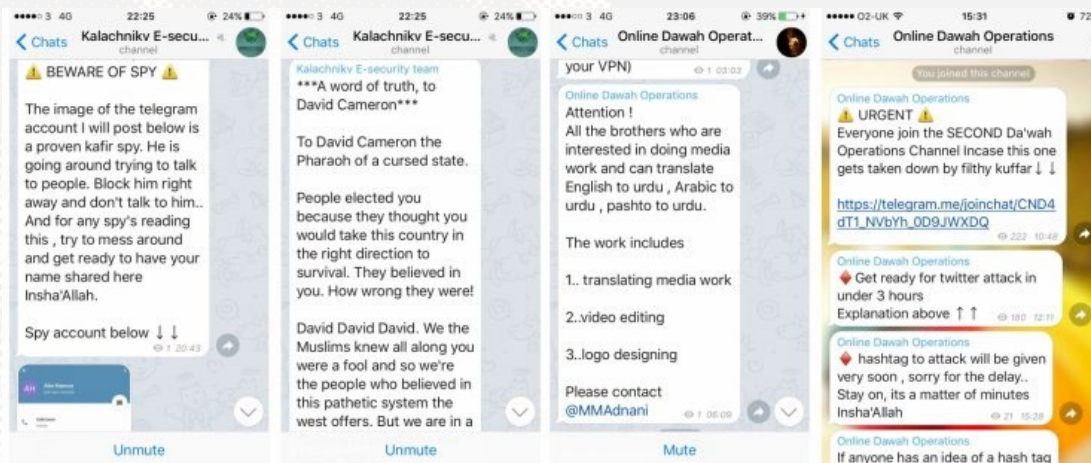 3 4G 22:25 24%
Chats Kalachnikv E-secu...
channel
⚠ BEWARE OF SPY ⚠
The image of the telegram
account I will post below is
a proven kafir spy. He is
going around trying to talk
to people. Block him right
away and don't talk to him..
And for any spy's reading
this , try to mess around
and get ready to have your
name shared here
Insha'Allah.
Spy account below ↓ ↓
1 20:43
AH
Unmute
3 4G 22:25 24%
Chats Kalachnikv E-secu...
channel
Kalachnikv E-security team
***A word of truth, to
David Cameron***
To David Cameron the
Pharaoh of a cursed state.
People elected you
because they thought you
would take this country in
the right direction to
survival. They believed in
you. How wrong they were!
David David David. We the
Muslims knew all along you
were a fool and so we're
the people who believed in
this pathetic system the
west offers. But we are in a
Unmute
3 4G 23:06 39%
Chats Online Dawah Operat...
channel
your VPN) 1 03:03
Online Dawah Operations
Attention !
All the brothers who are
interested in doing media
work and can translate
English to urdu , Arabic to
urdu , pashto to urdu.
The work includes
1.. translating media work
2..video editing
3..logo designing
Please contact
@MMAdnani 1 06:09
Mute
O2-UK 15:31 72
Chats Online Dawah Operations
channel
You joined this channel
Online Dawah Operations
⚠ URGENT ⚠
Everyone join the SECOND Da'wah
Operations Channel Incase this one
gets taken down by filthy kuffar ↓ ↓
https://telegram.me/joinchat/CND4
dT1_NVbYh_0D9JWXDQ
222 10:48
Online Dawah Operations
♦ Get ready for twitter attack in
under 3 hours
Explanation above ↑ ↑ 180 12:11
Online Dawah Operations
♦ hashtag to attack will be given
very soon , sorry for the delay..
Stay on, its a matter of minutes
Insha'Allah 21 15:28
Online Dawah Operations
If anyone has an idea of a hash tag